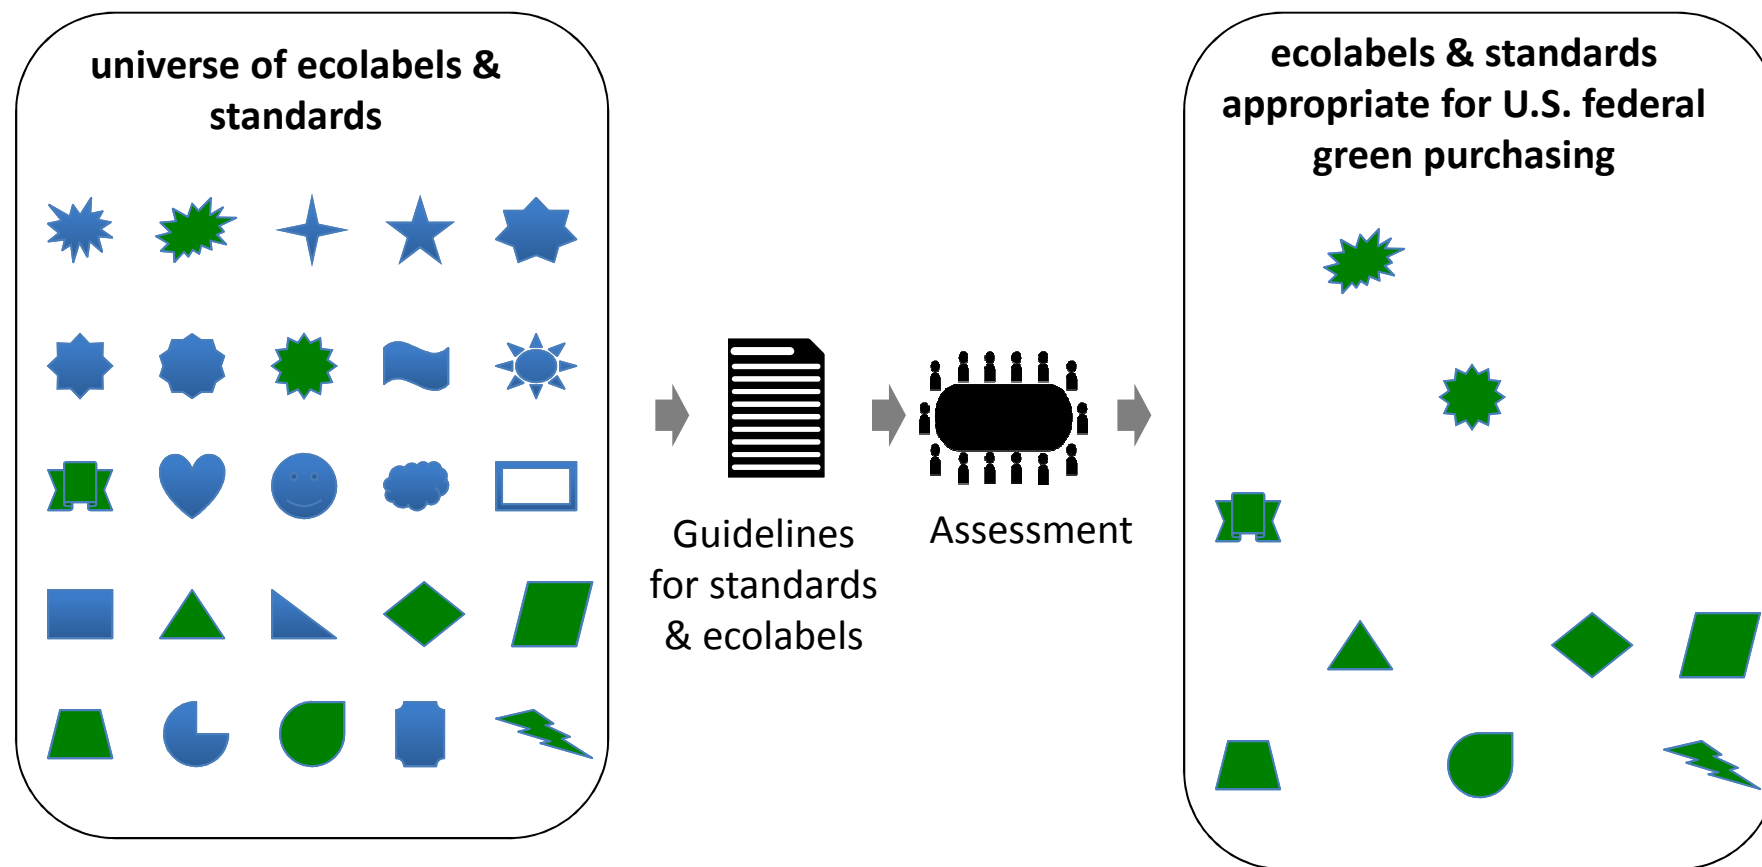 universe of ecolabels &
standards
Guidelines
for standards
& ecolabels
Assessment
ecolabels & standards
appropriate for U.S. federal
green purchasing